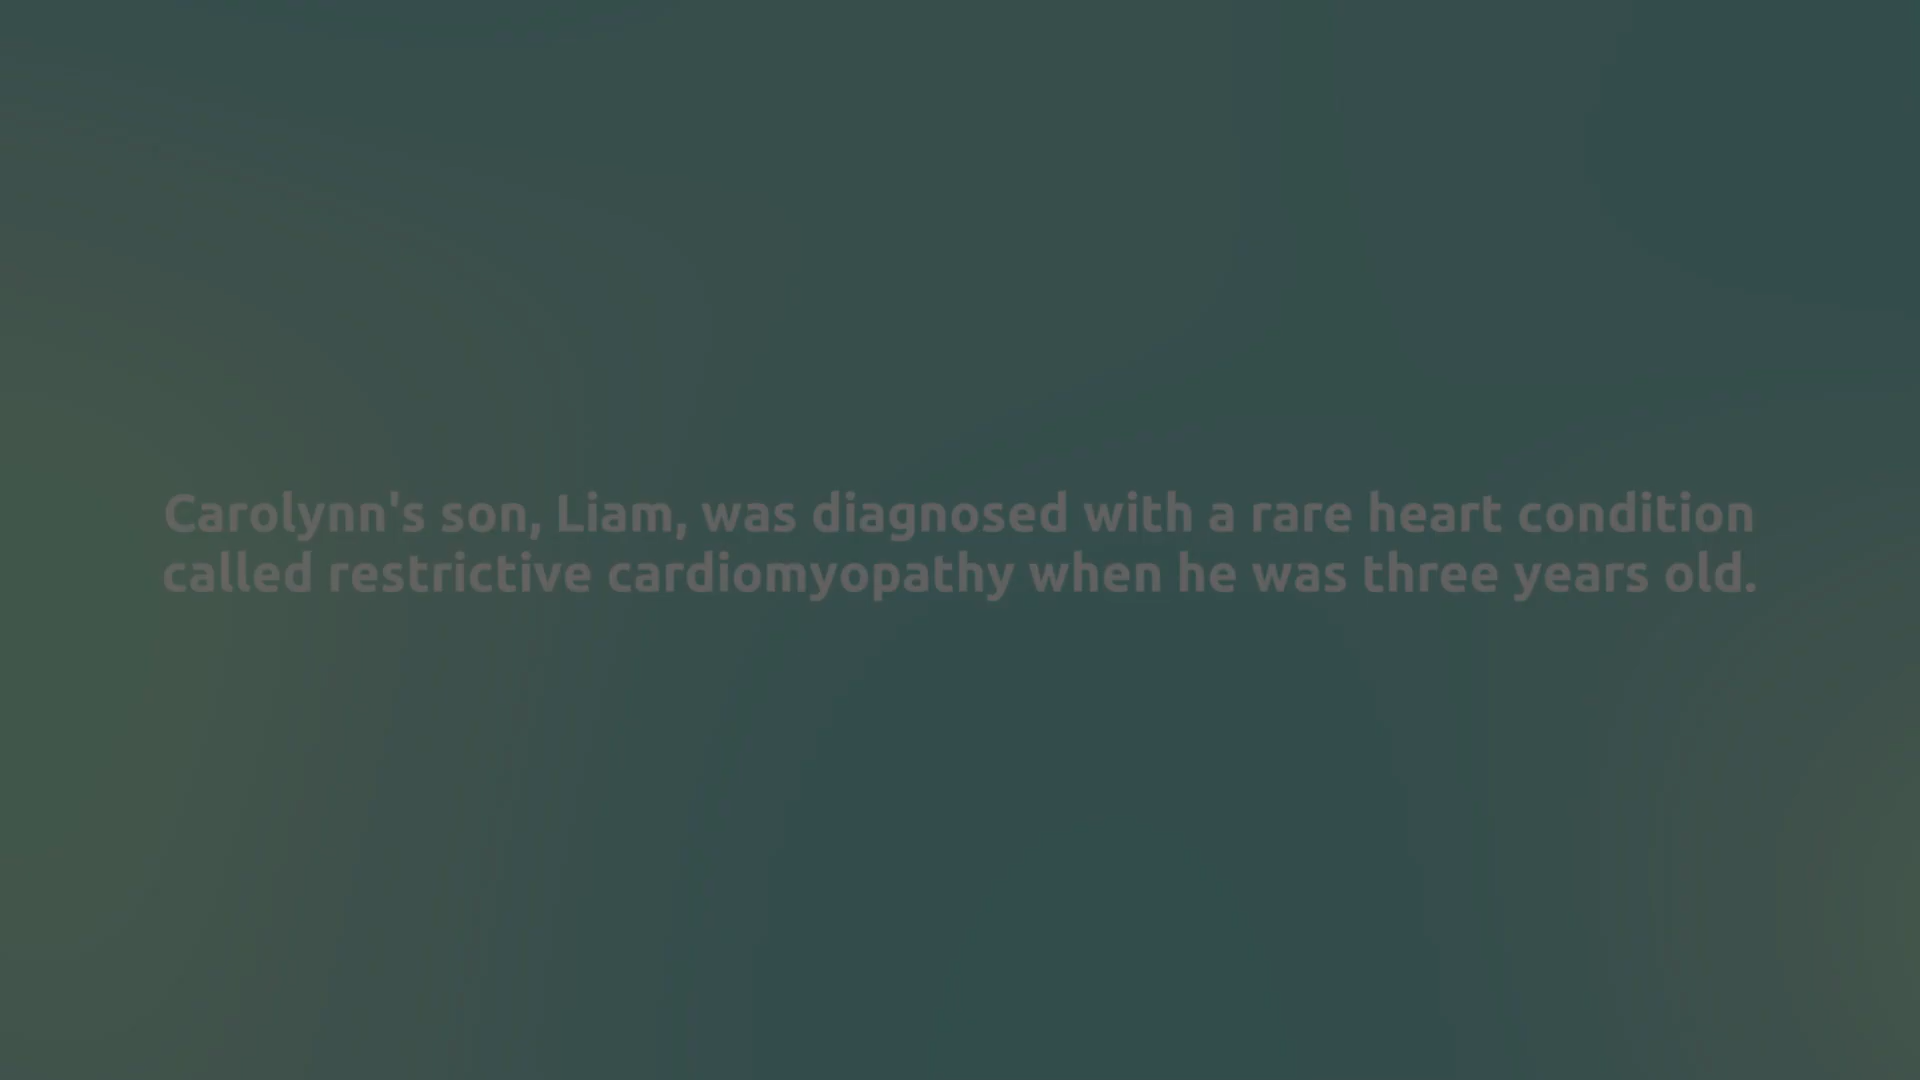 Carolynn's son, Liam, was diagnosed with a rare heart condition
called restrictive cardiomyopathy when he was three years old.